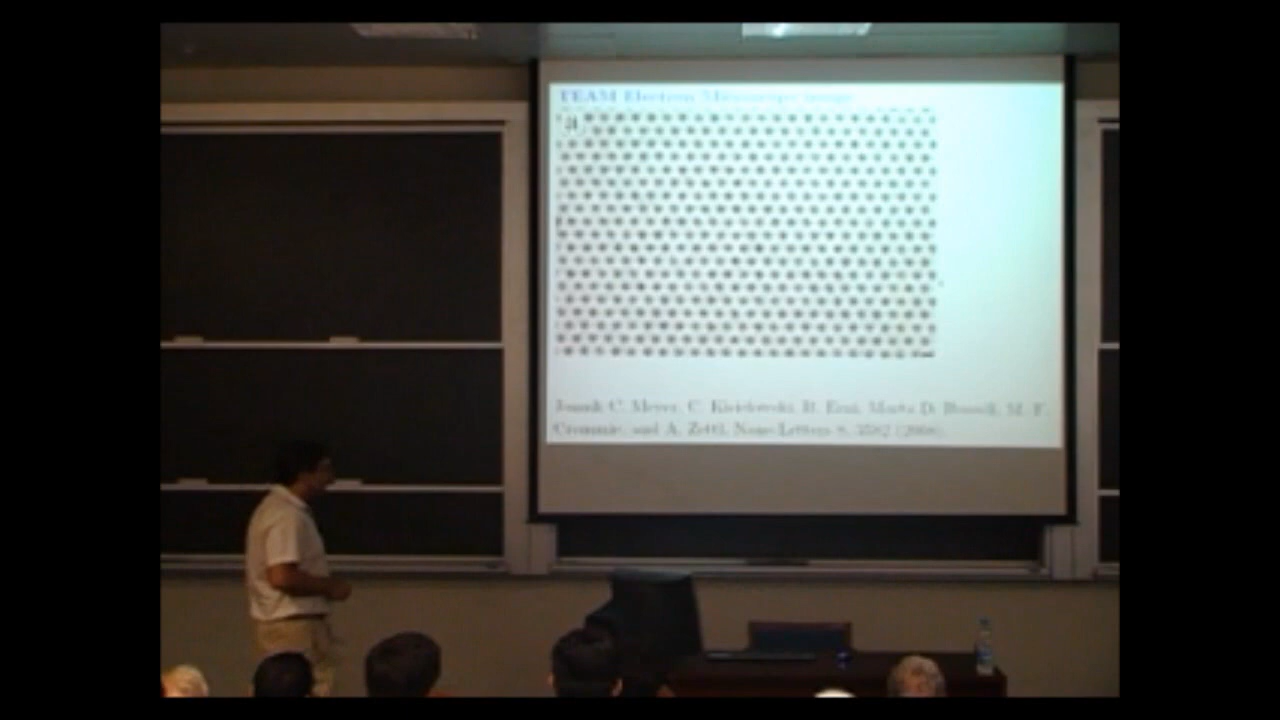 TEAM Electron Microscope image
a
Jannik C. Meyer, C. Kisielowski, R. Erni, Marta D. Rossell, M. F.
Crommie, and A. Zettl, Nano Letters 8, 3582 (2008).